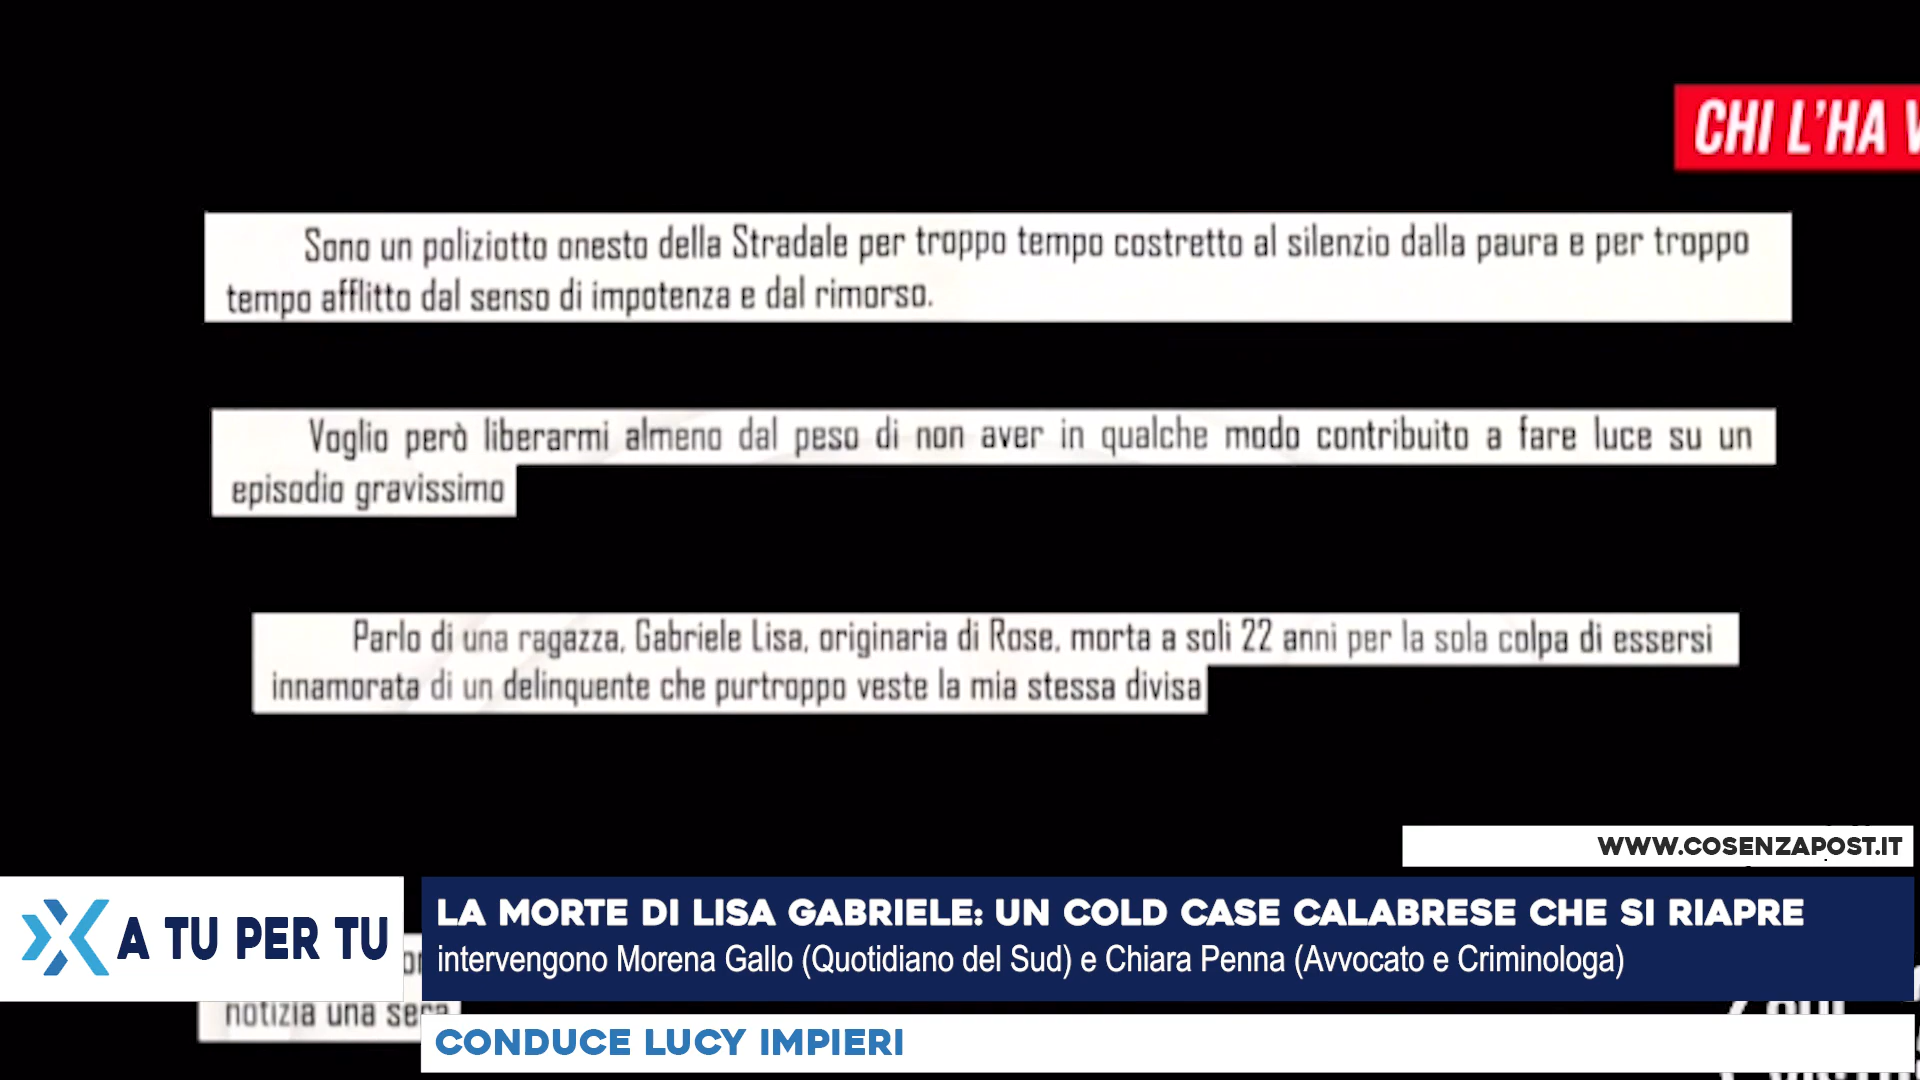 CHI L'HA
Sono un poliziotto onesto della Stradale per troppo tempo costretto al silenzio dalla paura e per troppo
tempo afflitto dal senso di impotenza e dal rimorso.
Voglio però liberarmi almeno dal peso di non aver in qualche modo contribuito a fare luce su un
episodio gravissimo
Parlo di una ragazza, Gabriele Lisa, originaria di Rose, morta a soli 22 anni per la sola colpa di essersi
innamorata di un delinquente che purtroppo veste la mia stessa divisa
WWW.COSENZAPOST.IT
A TU PER TU
LA MORTE DI LISA GABRIELE: UN COLD CASE CALABRESE CHE SI RIAPRE
intervengono Morena Gallo (Quotidiano del Sud) e Chiara Penna (Avvocato e Criminologa)
notizia una sera
CONDUCE LUCY IMPIERI